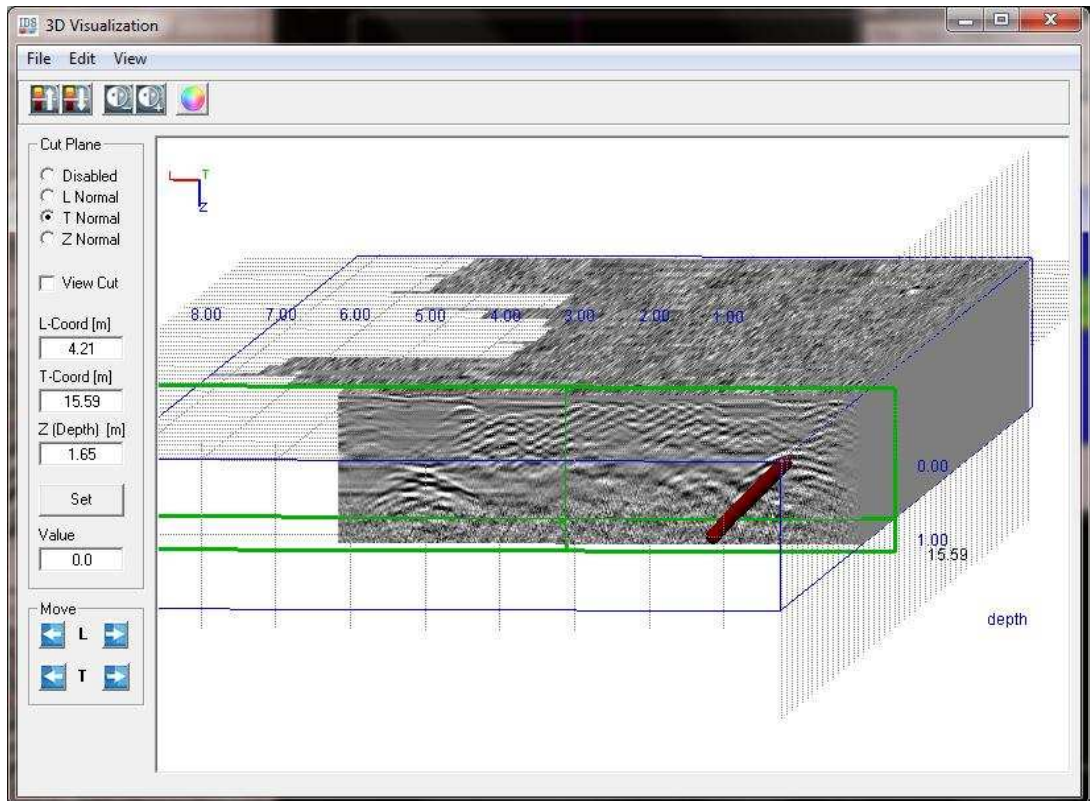 IDS 3D Visualization
File Edit View
Cut Plane
Disabled
L Normal
T Normal
Z Normal
View Cut
L-Coord [m]
4.21
T-Coord [m]
15.59
Z (Depth) [m]
1.65
Set
Value
0.0
Move
L
T
L T
Z
8.00 7.00 6.00 5.00 4.00 3.00 2.00 1.00
0.00
1.00
15.59
depth